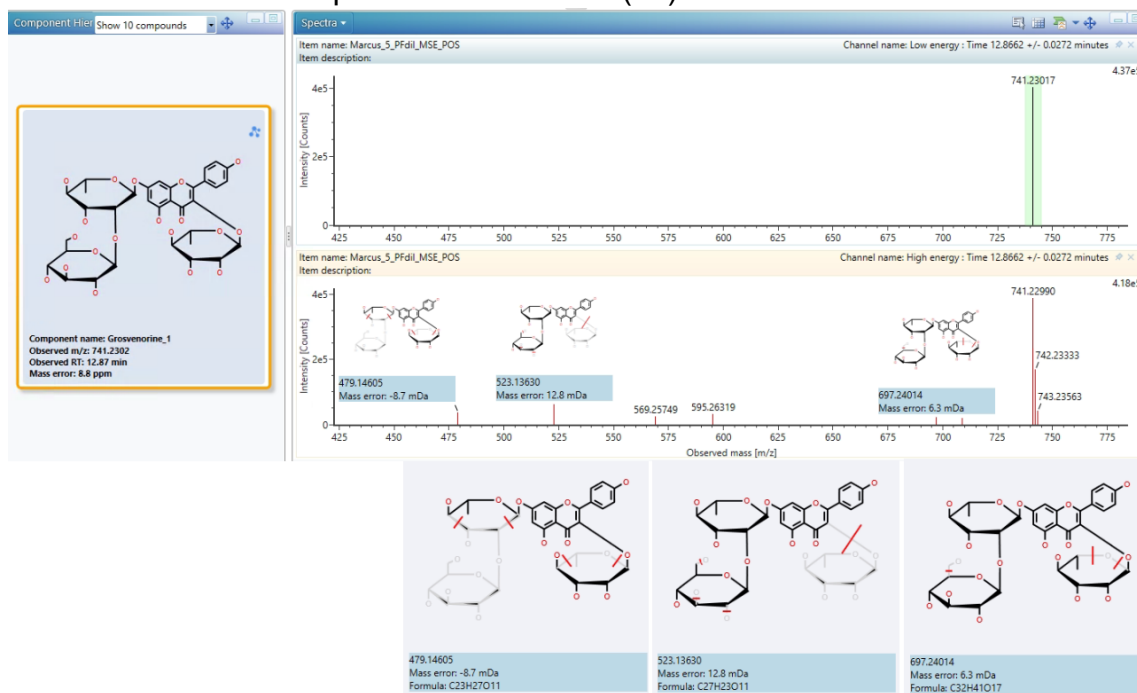 Component Hier Show 10 compounds
Component name: Grosvenorine_1
Observed m/z: 741.2302
Observed RT: 12.87 min
Mass error: 8.8 ppm
Spectra
Item name: Marcus_5_PFdil_MSE_POS
Channel name: Low energy : Time 12.8662 +/- 0.0272 minutes
Item description:
4.37e5
741.23017
Intensity [Counts]
4e5
2e5
0
425 450 475 500 525 550 575 600 625 650 675 700 725 750 775
Item name: Marcus_5_PFdil_MSE_POS
Channel name: High energy : Time 12.8662 +/- 0.0272 minutes
Item description:
4.18e5
741.22990
742.23333
743.23563
479.14605
Mass error: -8.7 mDa
523.13630
Mass error: 12.8 mDa
569.25749
595.26319
697.24014
Mass error: 6.3 mDa
Intensity [Counts]
4e5
2e5
0
425 450 475 500 525 550 575 600 625 650 675 700 725 750 775
Observed mass [m/z]
479.14605
Mass error: -8.7 mDa
Formula: C23H27O11
523.13630
Mass error: 12.8 mDa
Formula: C27H23O11
697.24014
Mass error: 6.3 mDa
Formula: C32H41O17